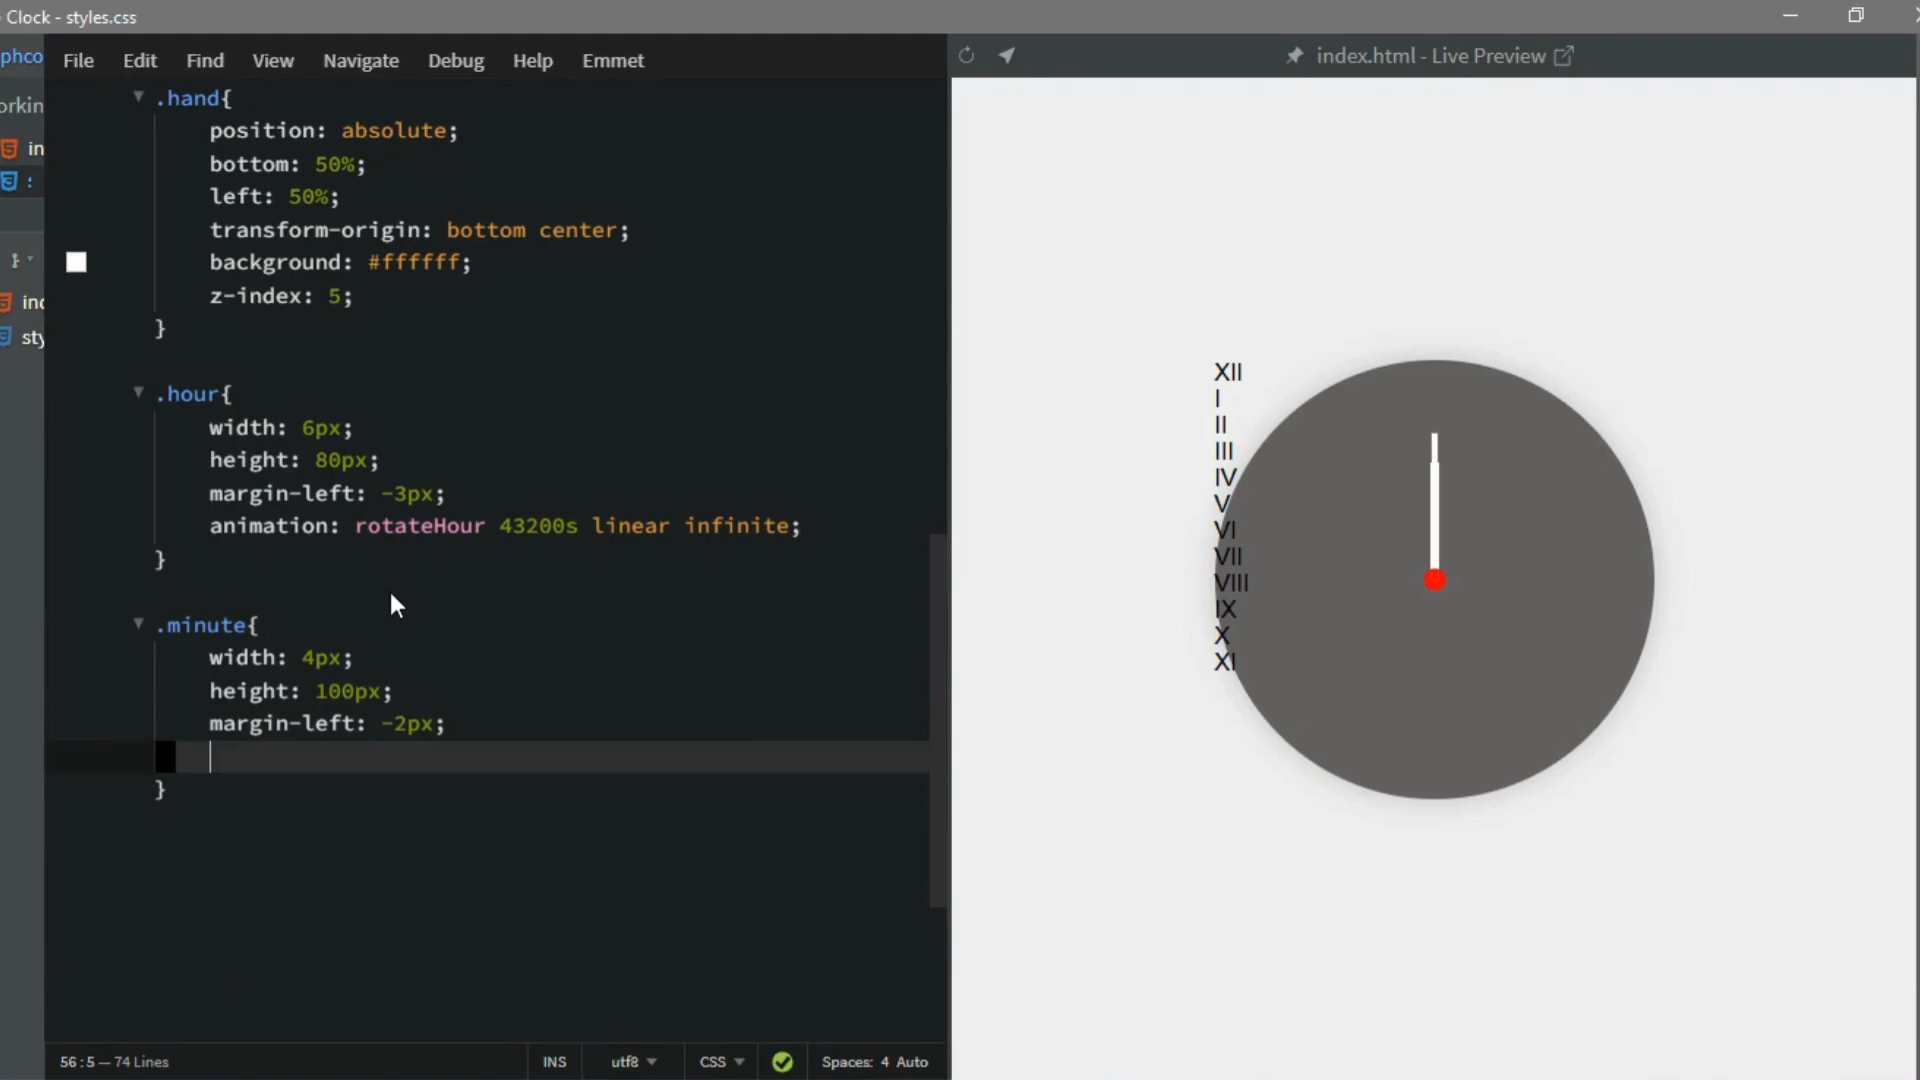 Clock - styles.css
File Edit Find View Navigate Debug Help Emmet
.hand{
position: absolute;
bottom: 50%;
left: 50%;
transform-origin: bottom center;
background: #ffffff;
z-index: 5;
}
.hour{
width: 6px;
height: 80px;
margin-left: -3px;
animation: rotateHour 43200s linear infinite;
}
.minute{
width: 4px;
height: 100px;
margin-left: -2px;
}
56:5 — 74 Lines
INS utf8 CSS Spaces: 4 Auto
phco
orkin
in
:
ind
sty
index.html - Live Preview
XII
I
II
III
IV
V
VI
VII
VIII
IX
X
XI